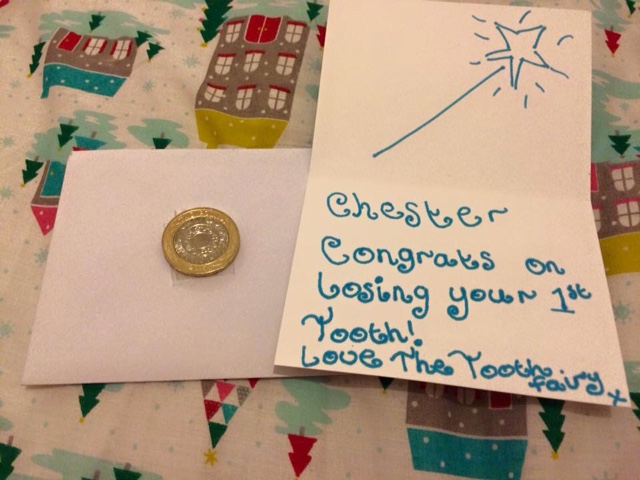 Chester
Congrats on
Losing your 1st
Tooth!
Love The Tooth
fairy x